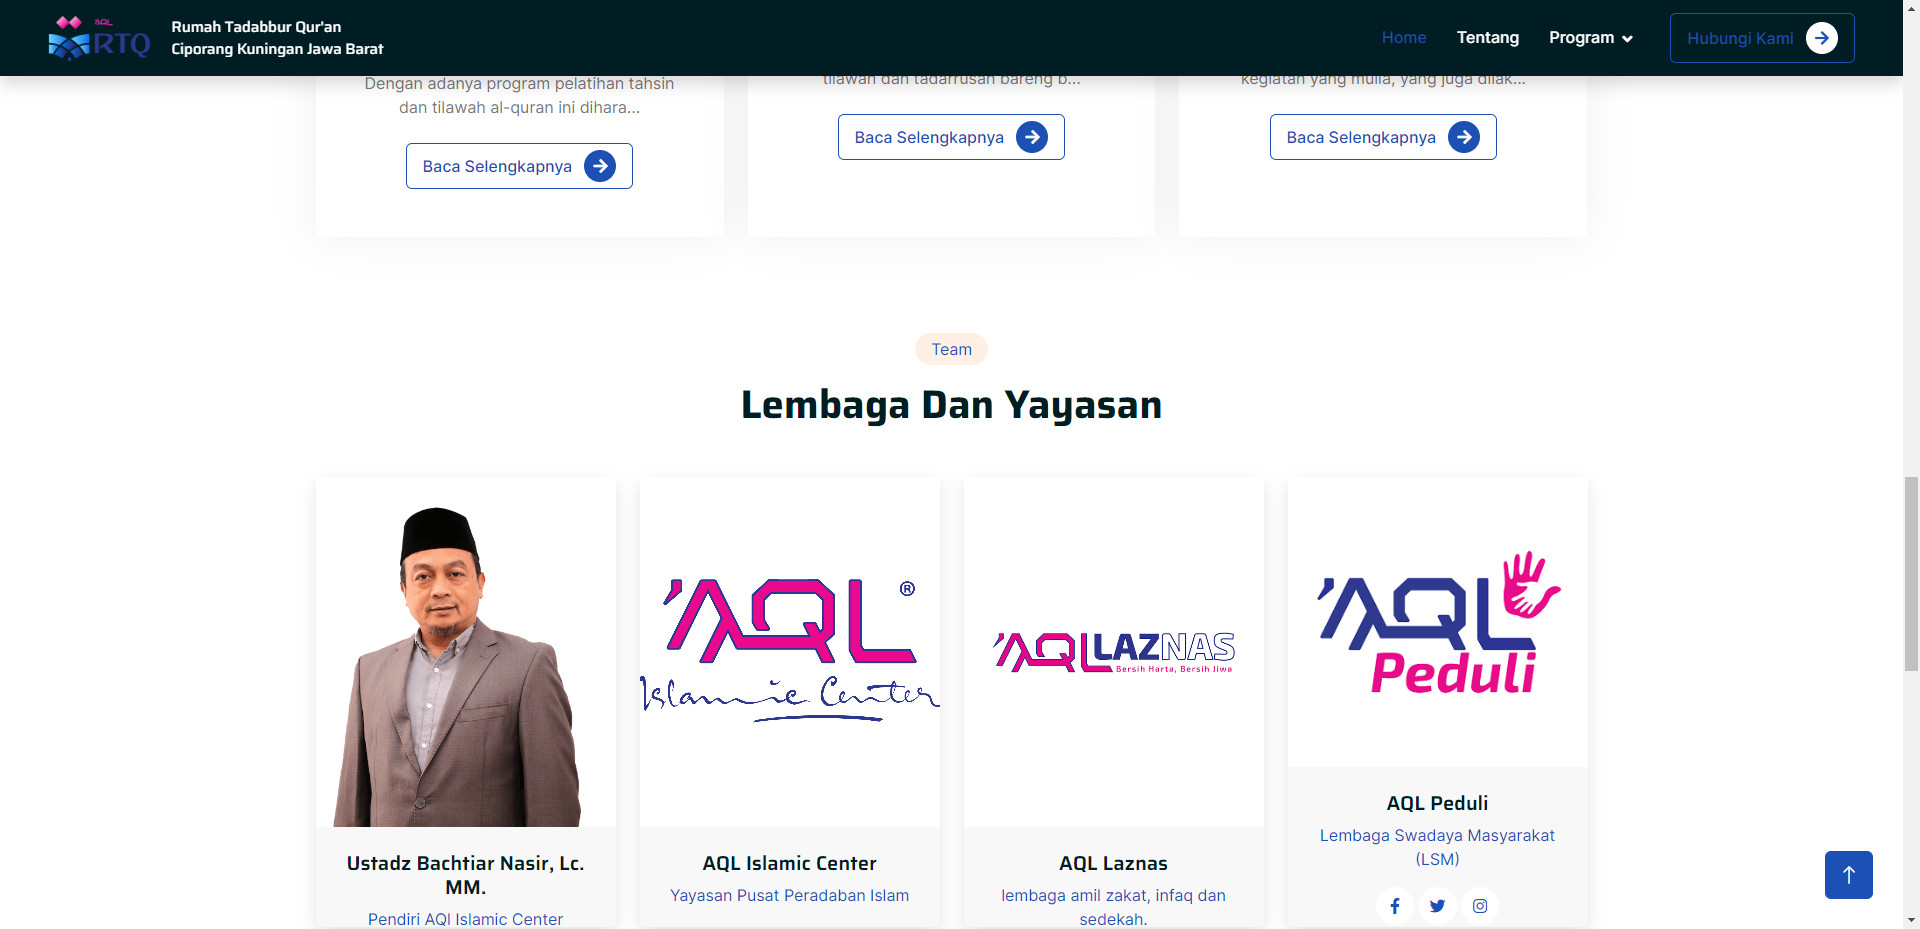 AQL
RTQ
Rumah Tadabbur Qur'an
Ciporang Kuningan Jawa Barat
Home
Tentang
Program
Hubungi Kami
Dengan adanya program pelatihan tahsin
dan tilawah al-quran ini dihara...
Baca Selengkapnya
tilawah dan tadarrusan bareng b...
Baca Selengkapnya
kegiatan yang mulia, yang juga dilak...
Baca Selengkapnya
Team
Lembaga Dan Yayasan
Ustadz Bachtiar Nasir, Lc.
MM.
Pendiri AQl Islamic Center
'AQL ®
Islamic Center
AQL Islamic Center
Yayasan Pusat Peradaban Islam
'AQL LAZNAS
Bersih Harta, Bersih Jiwa
AQL Laznas
lembaga amil zakat, infaq dan
sedekah.
'AQL
Peduli
AQL Peduli
Lembaga Swadaya Masyarakat
(LSM)